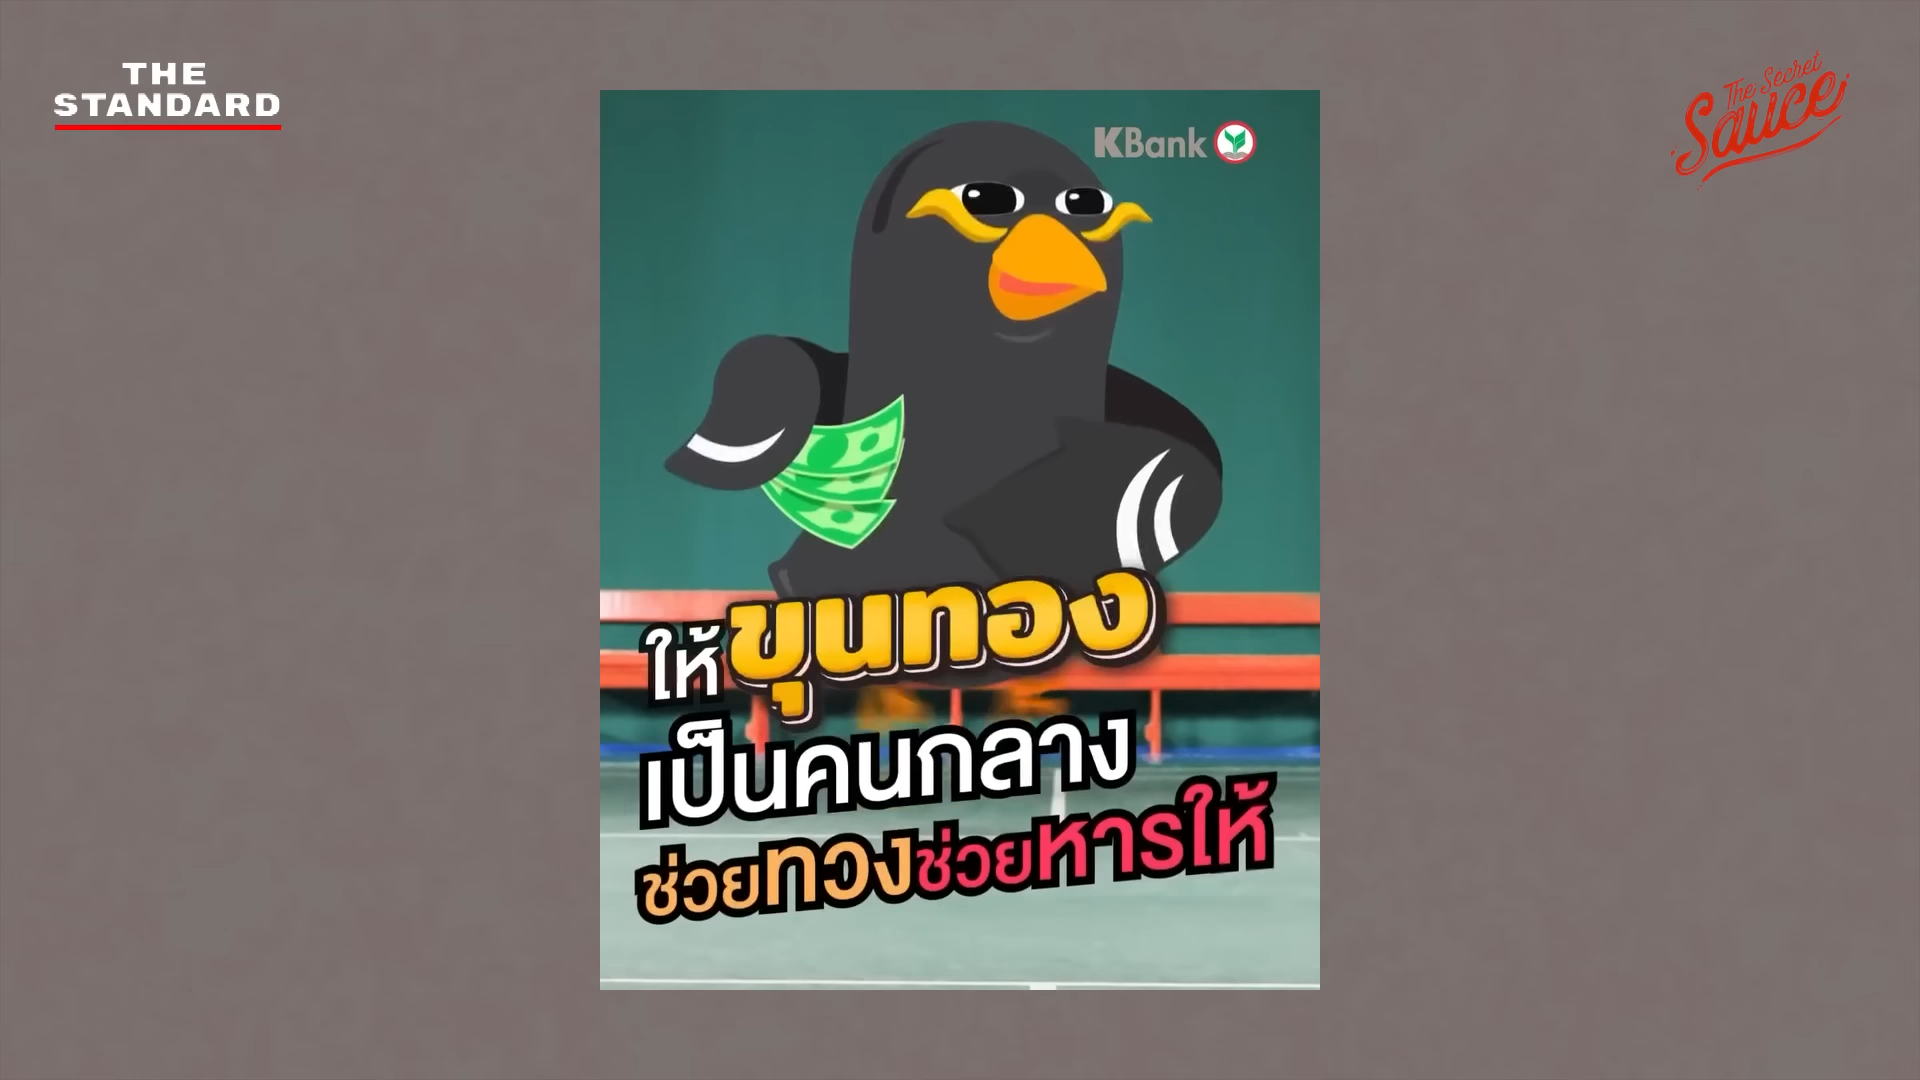 THE
STANDARD
The Secret
Sauce
KBank
ให้ขุนทอง
เป็นคนกลาง
ช่วยทวงช่วยหารให้